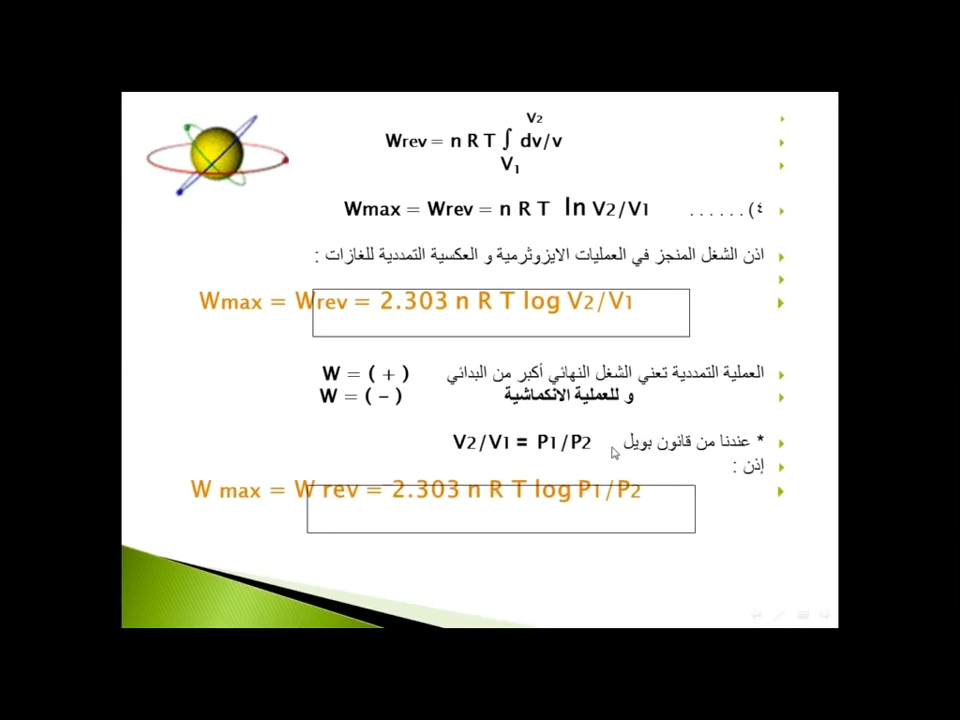 V2
Wrev = n R T ∫ dv/v
V1
Wmax = Wrev = n R T ln V2/V1 . . . . . . (٤
اذن الشغل المنجز في العمليات الايزوثرمية و العكسية التمددية للغازات :
Wmax = Wrev = 2.303 n R T log V2/V1
العملية التمددية تعني الشغل النهائي أكبر من البدائي W = ( + )
و للعملية الانكماشية W = ( – )
* عندنا من قانون بويل V2/V1 = P1/P2
إذن :
W max = W rev = 2.303 n R T log P1/P2